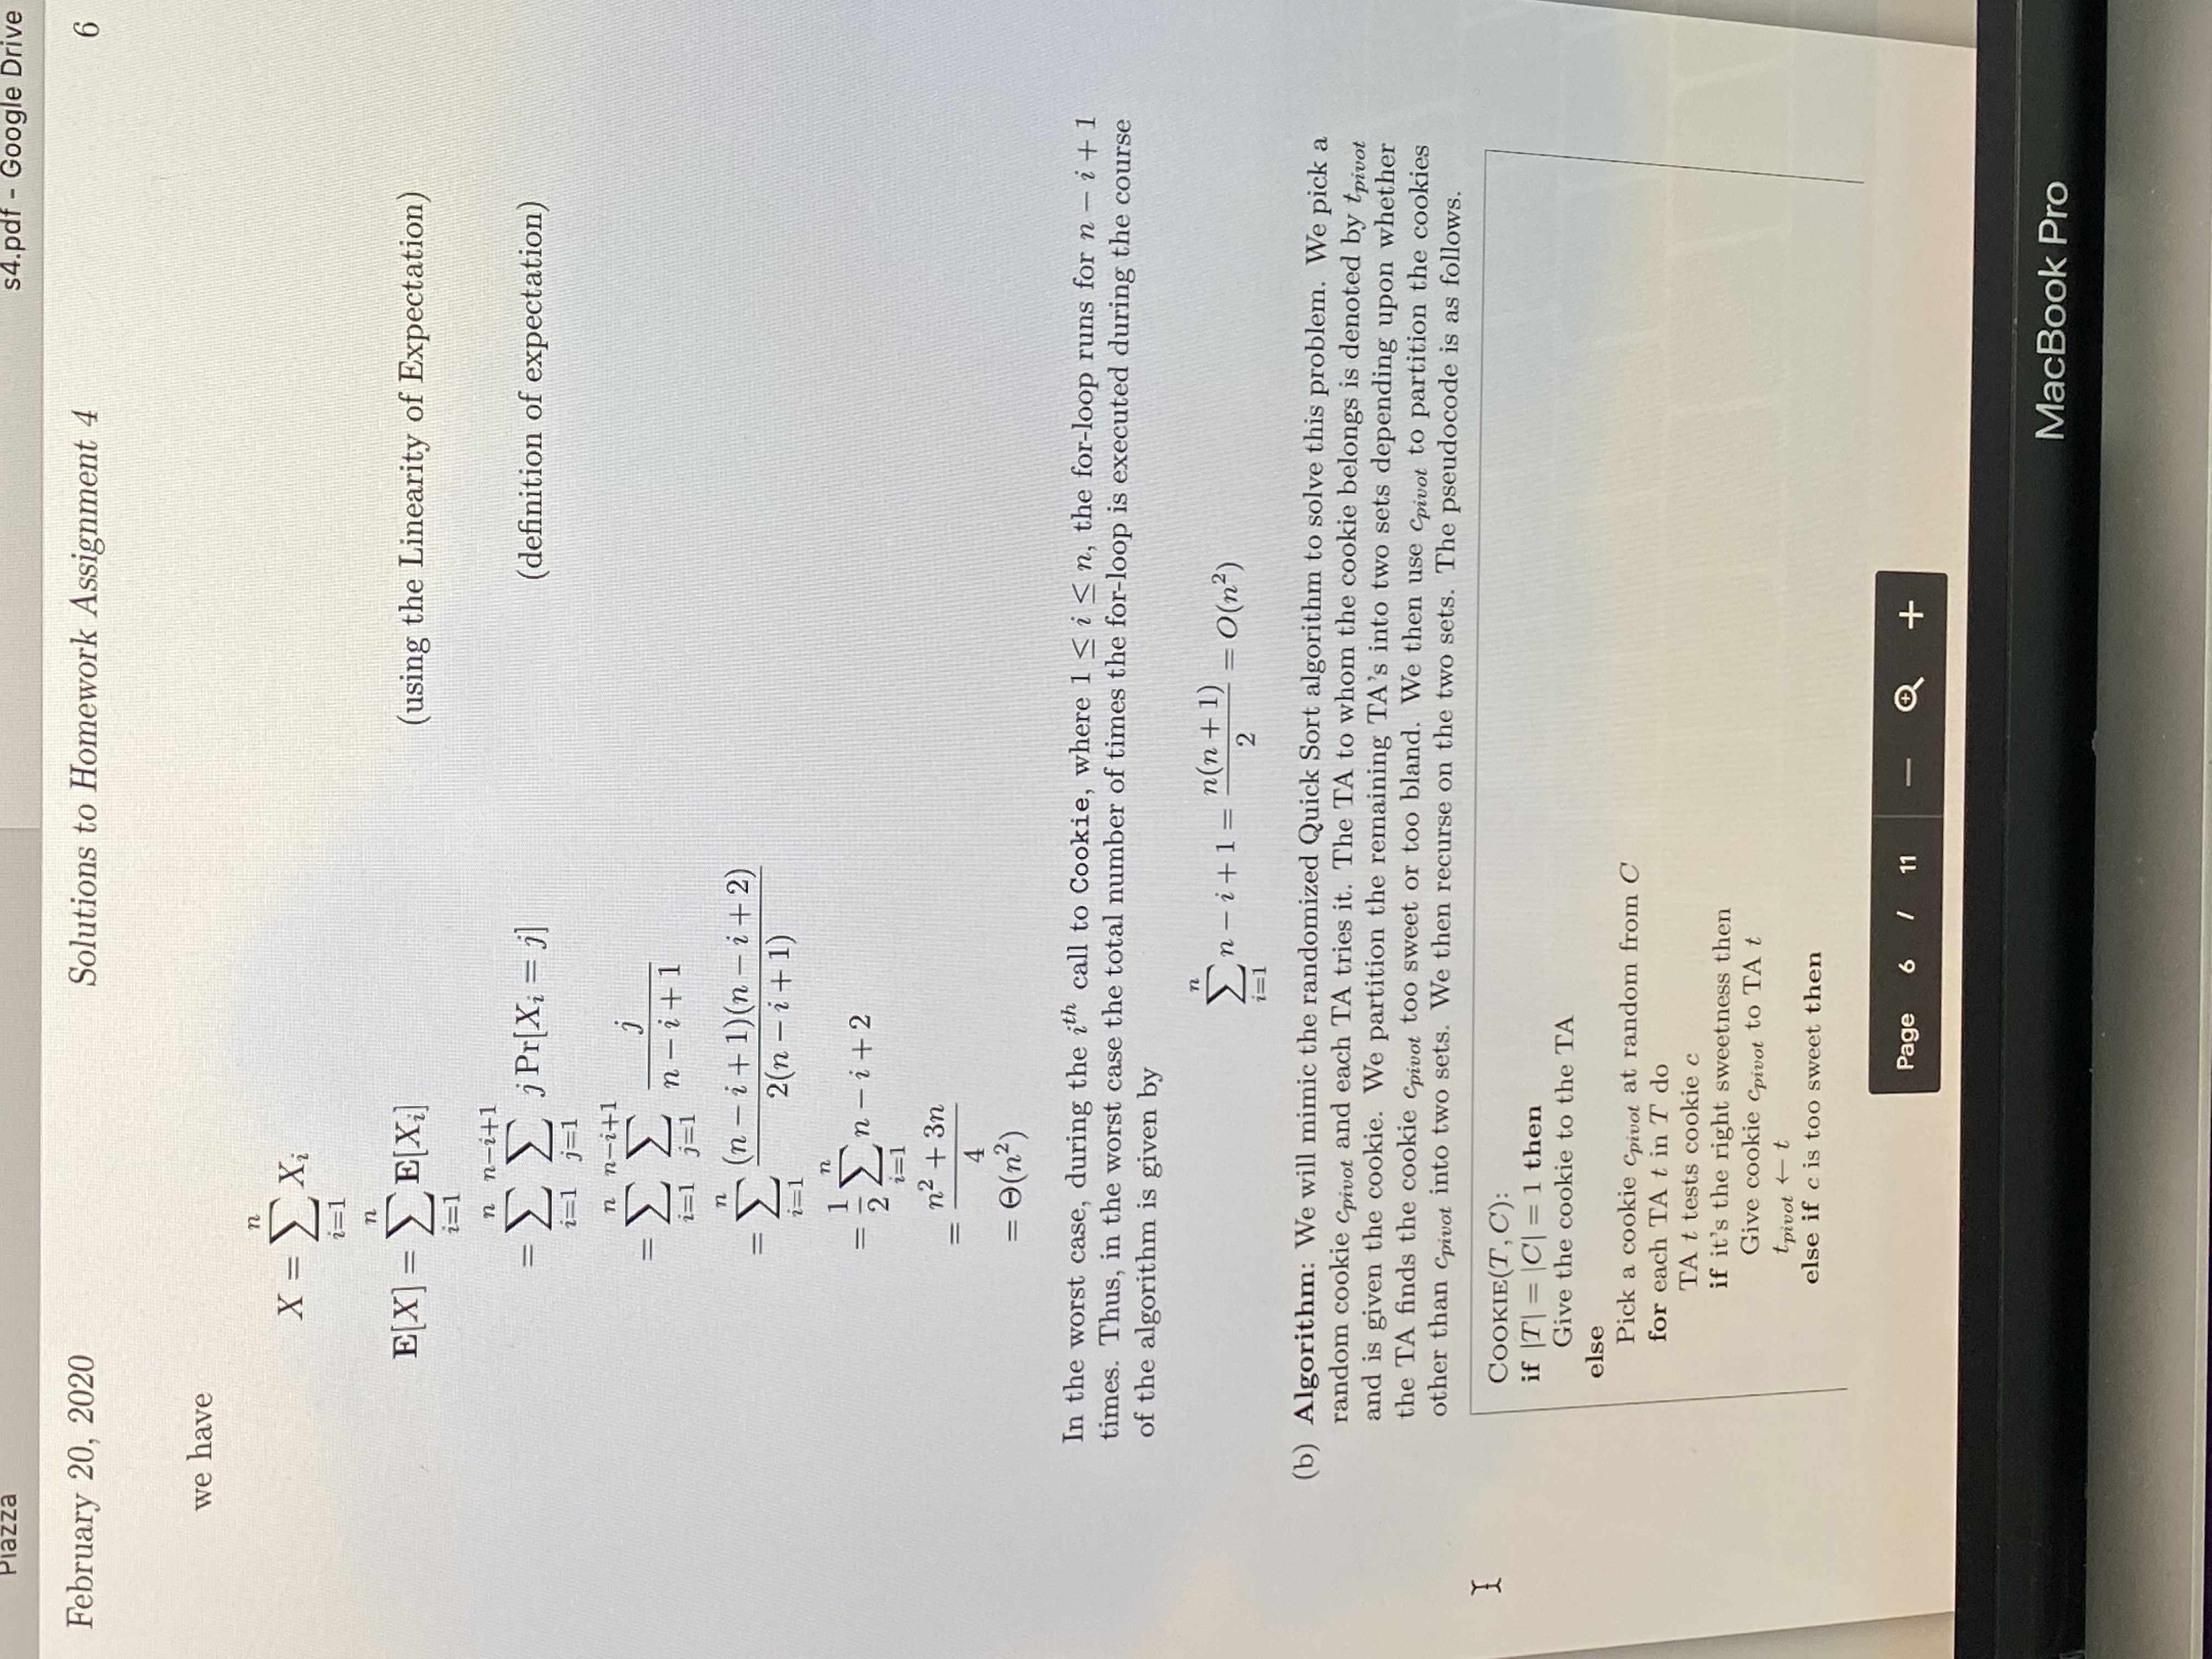 Piazza
s4.pdf - Google Drive
February 20, 2020 Solutions to Homework Assignment 4 6
we have
X = \sum_{i=1}^{n} X_i
E[X] = \sum_{i=1}^{n} E[X_i] (using the Linearity of Expectation)
= \sum_{i=1}^{n} \sum_{j=1}^{n-i+1} j Pr[X_i = j] (definition of expectation)
= \sum_{i=1}^{n} \sum_{j=1}^{n-i+1} \frac{j}{n-i+1}
= \sum_{i=1}^{n} \frac{(n-i+1)(n-i+2)}{2(n-i+1)}
= \frac{1}{2} \sum_{i=1}^{n} n-i+2
= \frac{n^2+3n}{4}
= Θ(n^2)
In the worst case, during the i^{th} call to Cookie, where 1 ≤ i ≤ n, the for-loop runs for n − i + 1
times. Thus, in the worst case the total number of times the for-loop is executed during the course
of the algorithm is given by
\sum_{i=1}^{n} n-i+1 = \frac{n(n+1)}{2} = O(n^2)
(b) Algorithm: We will mimic the randomized Quick Sort algorithm to solve this problem. We pick a
random cookie c_{pivot} and each TA tries it. The TA to whom the cookie belongs is denoted by t_{pivot}
and is given the cookie. We partition the remaining TA's into two sets depending upon whether
the TA finds the cookie c_{pivot} too sweet or too bland. We then use c_{pivot} to partition the cookies
other than c_{pivot} into two sets. We then recurse on the two sets. The pseudocode is as follows.
COOKIE(T, C):
if |T| = |C| = 1 then
Give the cookie to the TA
else
Pick a cookie c_{pivot} at random from C
for each TA t in T do
TA t tests cookie c
if it's the right sweetness then
Give cookie c_{pivot} to TA t
t_{pivot} ← t
else if c is too sweet then
Page 6 / 11 — +
MacBook Pro